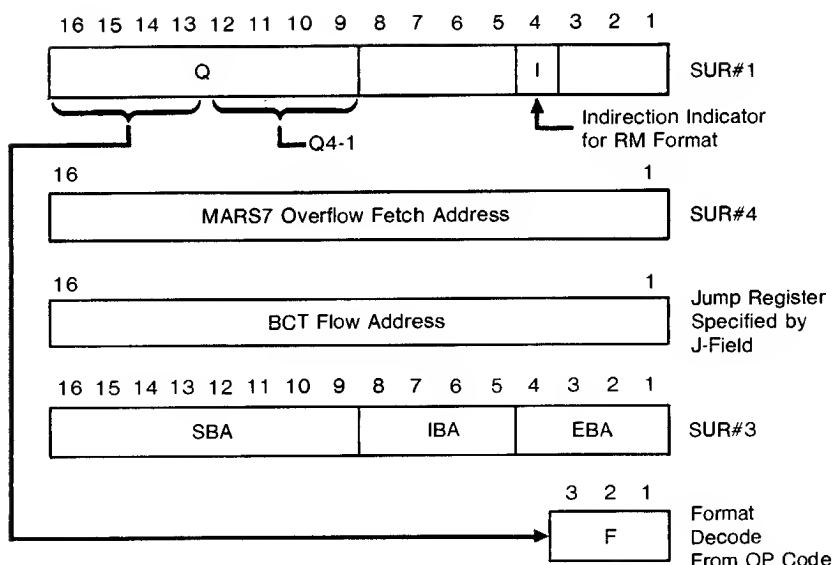 16 15 14 13 12 11 10 9 8 7 6 5 4 3 2 1
Q I SUR#1
Q4-1
Indirection Indicator
for RM Format
16 1
MARS7 Overflow Fetch Address SUR#4
16 1
BCT Flow Address
Jump Register
Specified by
J-Field
16 15 14 13 12 11 10 9 8 7 6 5 4 3 2 1
SBA IBA EBA SUR#3
3 2 1
F
Format
Decode
From OP Code